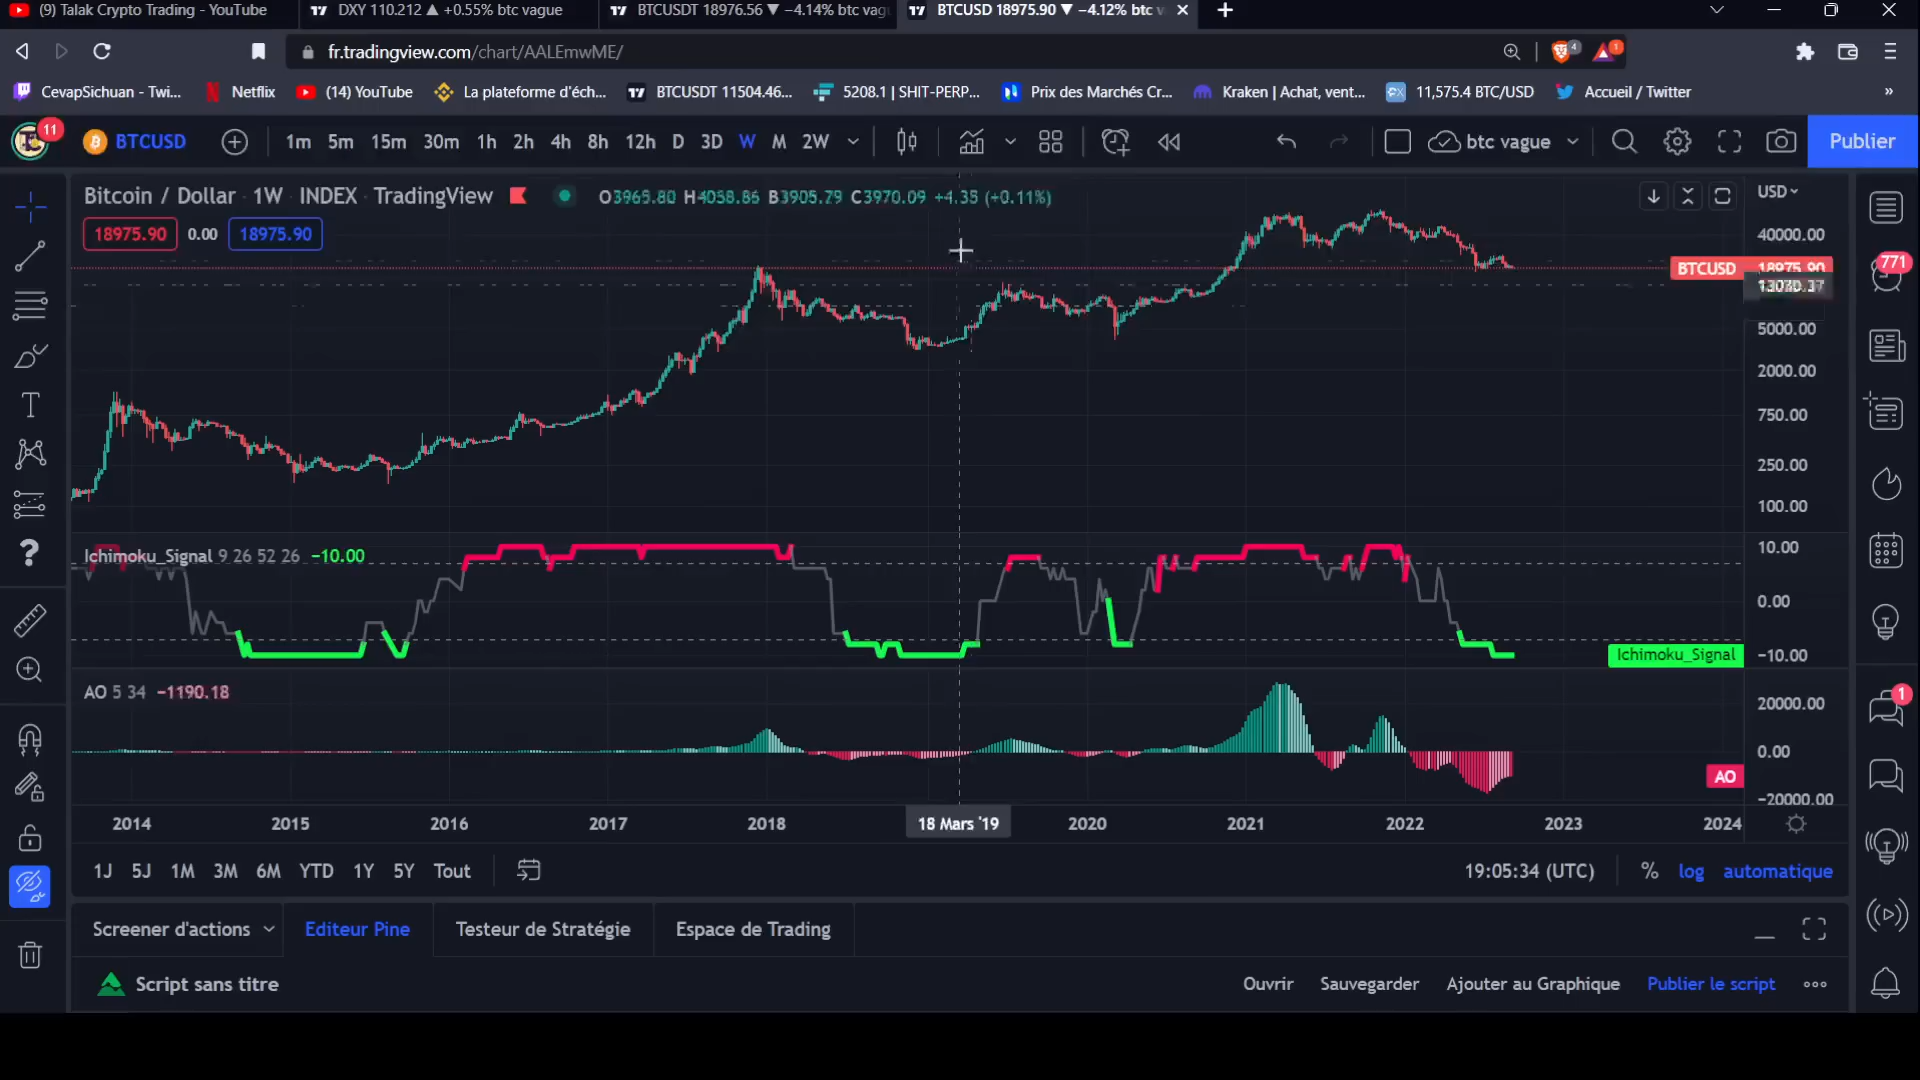 (9) Talak Crypto Trading - YouTube
DXY 110.212 ▲ +0.55% btc vague
BTCUSDT 18976.56 ▼ −4.14% btc vagu
BTCUSD 18975.90 ▼ −4.12% btc v
fr.tradingview.com/chart/AALEmwME/
4
1
CevapSichuan - Twi...
Netflix
(14) YouTube
La plateforme d'éch...
BTCUSDT 11504.46...
5208.1 | SHIT-PERP...
Prix des Marchés Cr...
Kraken | Achat, vent...
11,575.4 BTC/USD
Accueil / Twitter
»
11
BTCUSD
1m 5m 15m 30m 1h 2h 4h 8h 12h D 3D W M 2W
btc vague
Publier
Bitcoin / Dollar · 1W · INDEX · TradingView
O3965.80 H4058.86 B3905.79 C3970.09 +4.35 (+0.11%)
USD
18975.90 0.00 18975.90
40000.00
BTCUSD 18975.90
5000.00
2000.00
750.00
250.00
100.00
771
Ichimoku_Signal 9 26 52 26 −10.00
10.00
0.00
Ichimoku_Signal
−10.00
AO 5 34 −1190.18
20000.00
0.00
AO
−20000.00
1
2014 2015 2016 2017 2018 18 Mars '19 2020 2021 2022 2023 2024
1J 5J 1M 3M 6M YTD 1Y 5Y Tout
19:05:34 (UTC) % log automatique
Screener d'actions
Editeur Pine
Testeur de Stratégie
Espace de Trading
Script sans titre
Ouvrir Sauvegarder Ajouter au Graphique Publier le script